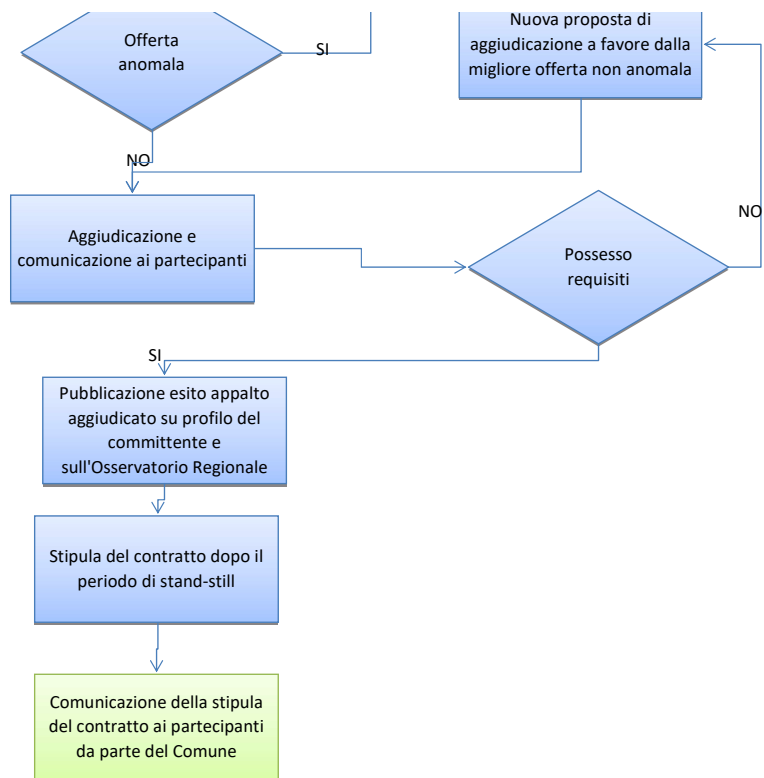 Offerta
anomala
SI
Nuova proposta di
aggiudicazione a favore dalla
migliore offerta non anomala
NO
NO
Aggiudicazione e
comunicazione ai partecipanti
Possesso
requisiti
SI
Pubblicazione esito appalto
aggiudicato su profilo del
committente e
sull'Osservatorio Regionale
Stipula del contratto dopo il
periodo di stand-still
Comunicazione della stipula
del contratto ai partecipanti
da parte del Comune